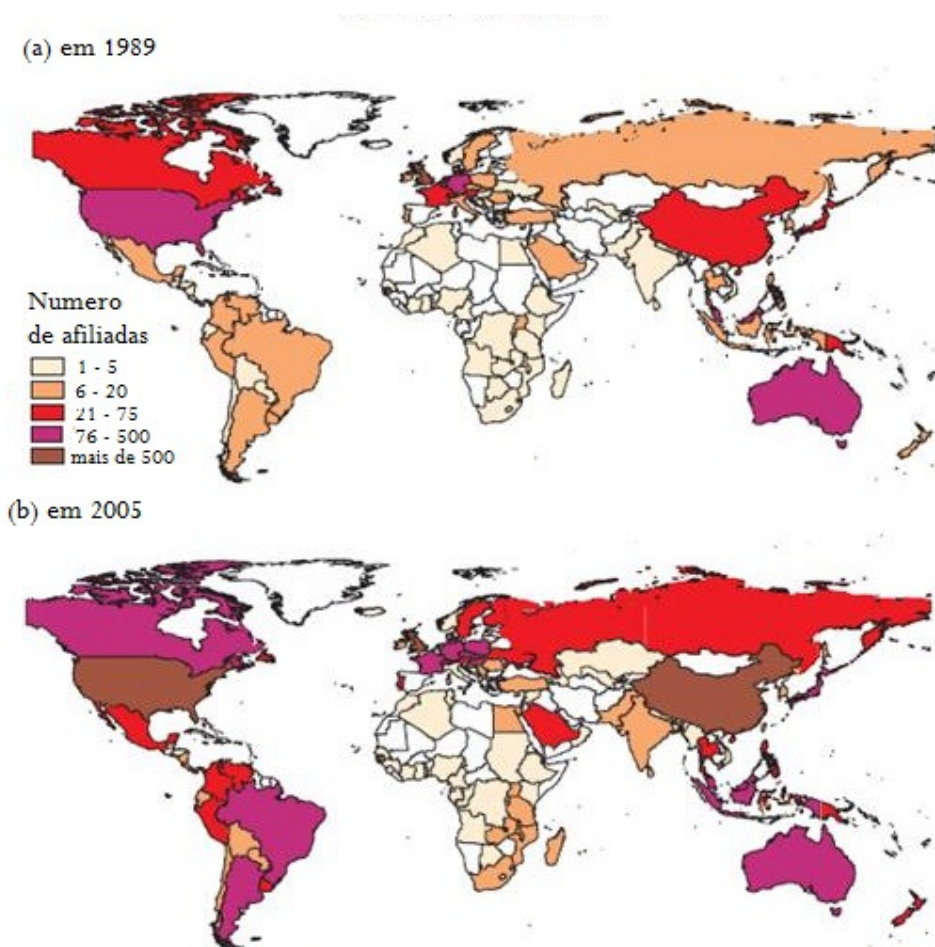 (a) em 1989
Numero
de afiliadas
1 - 5
6 - 20
21 - 75
76 - 500
mais de 500
(b) em 2005